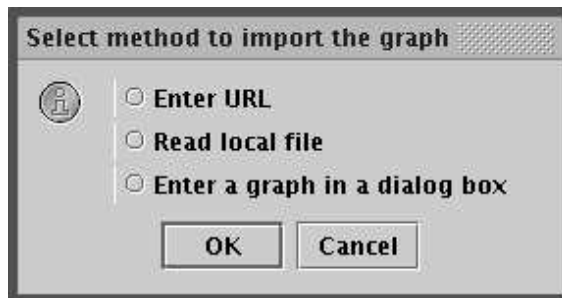 Select method to import the graph
Enter URL
Read local file
Enter a graph in a dialog box
OK Cancel